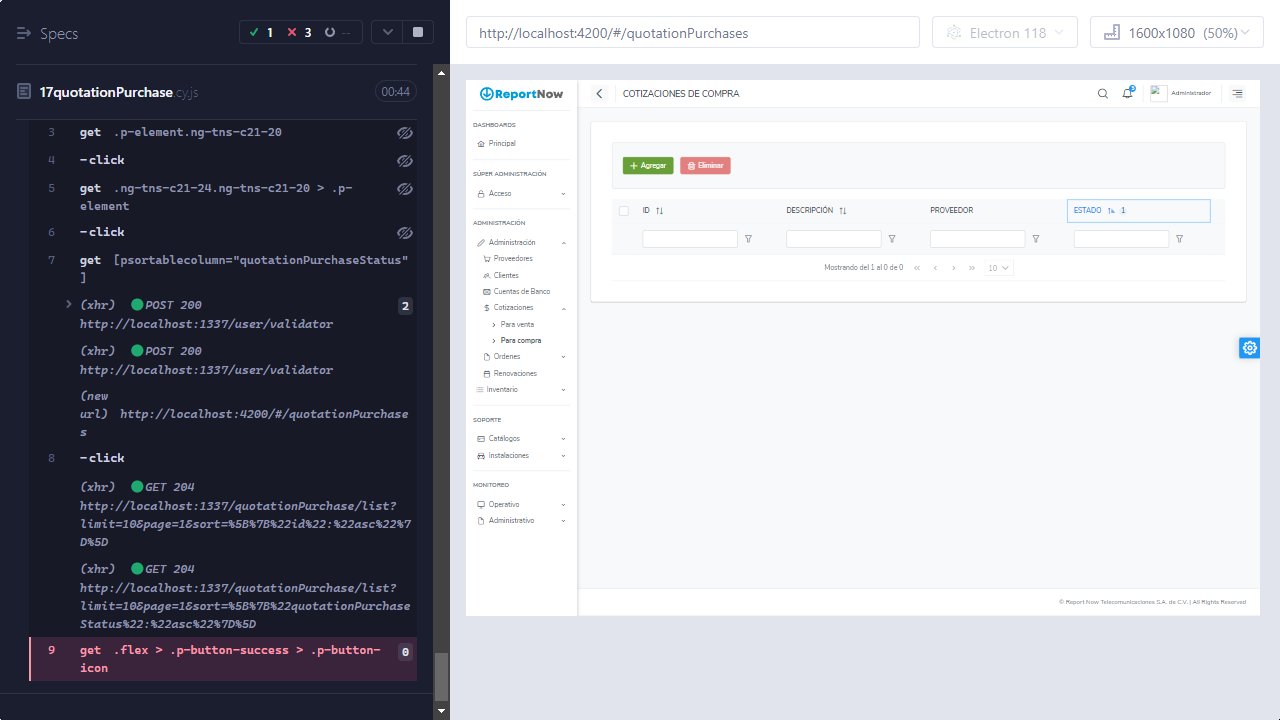 Specs
1
3
--
17quotationPurchase.cy.js
00:44
3 get .p-element.ng-tns-c21-20
4 -click
5 get .ng-tns-c21-24.ng-tns-c21-20 > .p-
element
6 -click
7 get [psortablecolumn="quotationPurchaseStatus"
]
(xhr) POST 200
2
http://localhost:1337/user/validator
(xhr) POST 200
http://localhost:1337/user/validator
(new
url) http://localhost:4200/#/quotationPurchase
s
8 -click
(xhr) GET 204
http://localhost:1337/quotationPurchase/list?
limit=10&page=1&sort=%5B%7B%22id%22:%22asc%22%7
D%5D
(xhr) GET 204
http://localhost:1337/quotationPurchase/list?
limit=10&page=1&sort=%5B%7B%22quotationPurchase
Status%22:%22asc%22%7D%5D
9 get .flex > .p-button-success > .p-button-
icon
0
http://localhost:4200/#/quotationPurchases
Electron 118
1600x1080 (50%)
ReportNow
DASHBOARDS
Principal
SÚPER ADMINISTRACIÓN
Acceso
ADMINISTRACIÓN
Administración
Proveedores
Clientes
Cuentas de Banco
Cotizaciones
Para venta
Para compra
Ordenes
Renovaciones
Inventario
SOPORTE
Catálogos
Instalaciones
MONITOREO
Operativo
Administrativo
COTIZACIONES DE COMPRA
Administrador
Agregar
Eliminar
ID
DESCRIPCIÓN
PROVEEDOR
ESTADO 1
Mostrando del 1 al 0 de 0
10
© Report Now Telecomunicaciones S.A. de C.V. | All Rights Reserved